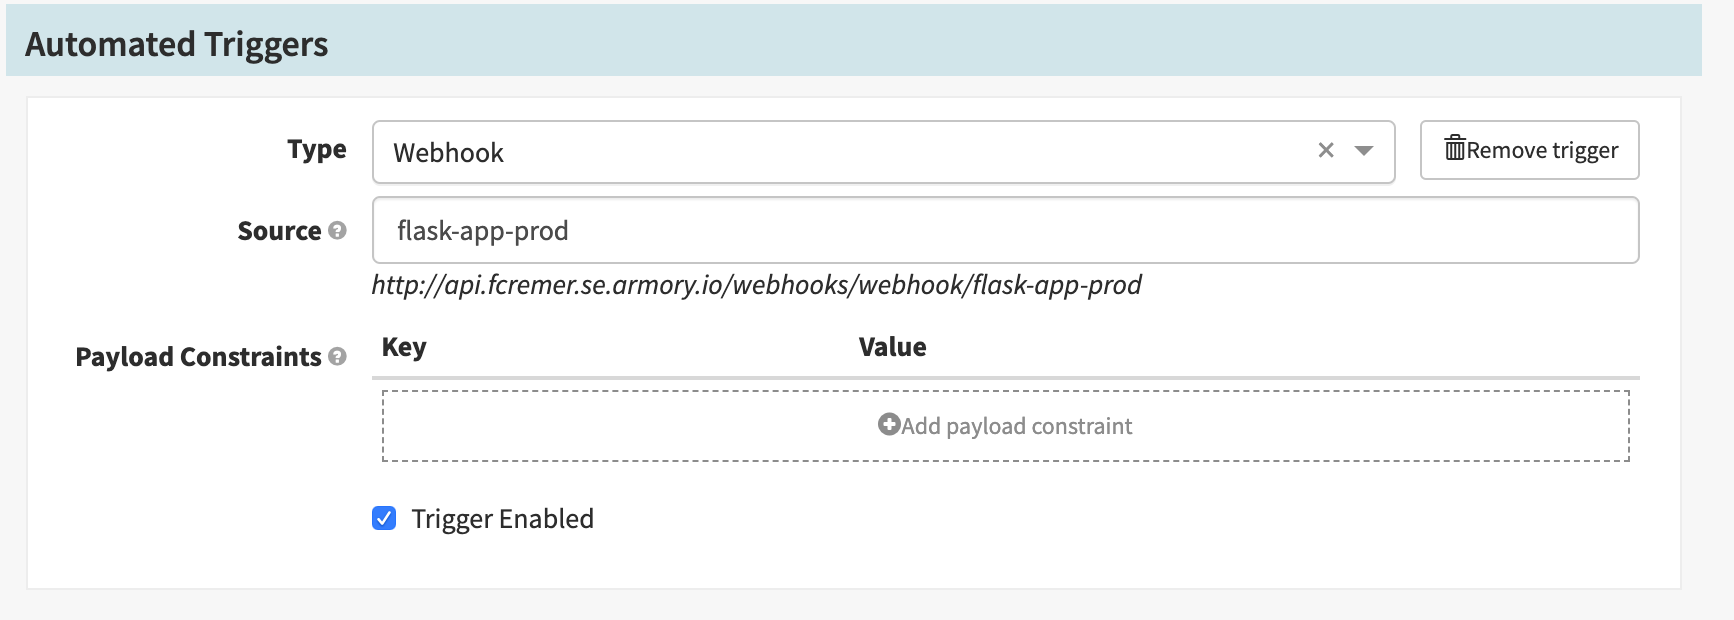 Automated Triggers
Type
Webhook
Remove trigger
Source
flask-app-prod
http://api.fcremer.se.armory.io/webhooks/webhook/flask-app-prod
Payload Constraints
Key Value
Add payload constraint
Trigger Enabled